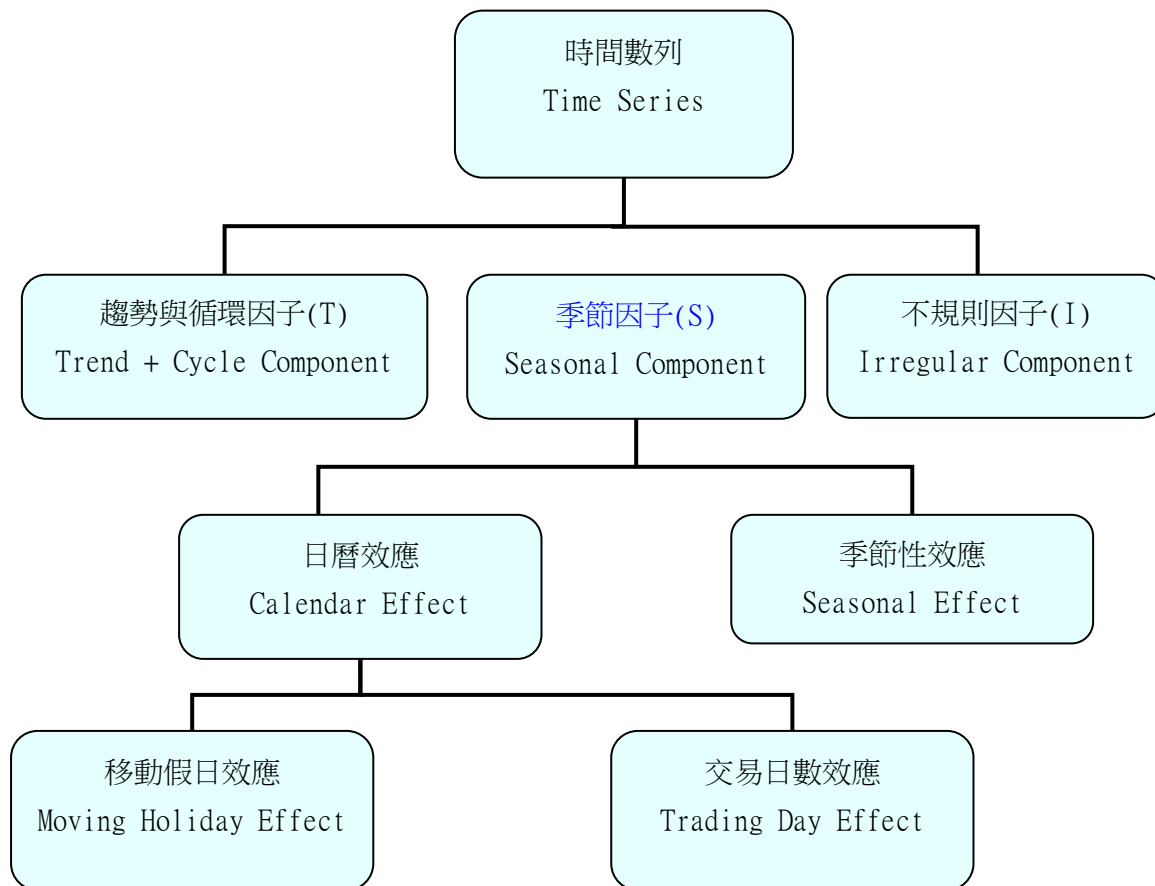 時間數列
Time Series
趨勢與循環因子(T)
Trend + Cycle Component
季節因子(S)
Seasonal Component
不規則因子(I)
Irregular Component
日曆效應
Calendar Effect
季節性效應
Seasonal Effect
移動假日效應
Moving Holiday Effect
交易日數效應
Trading Day Effect